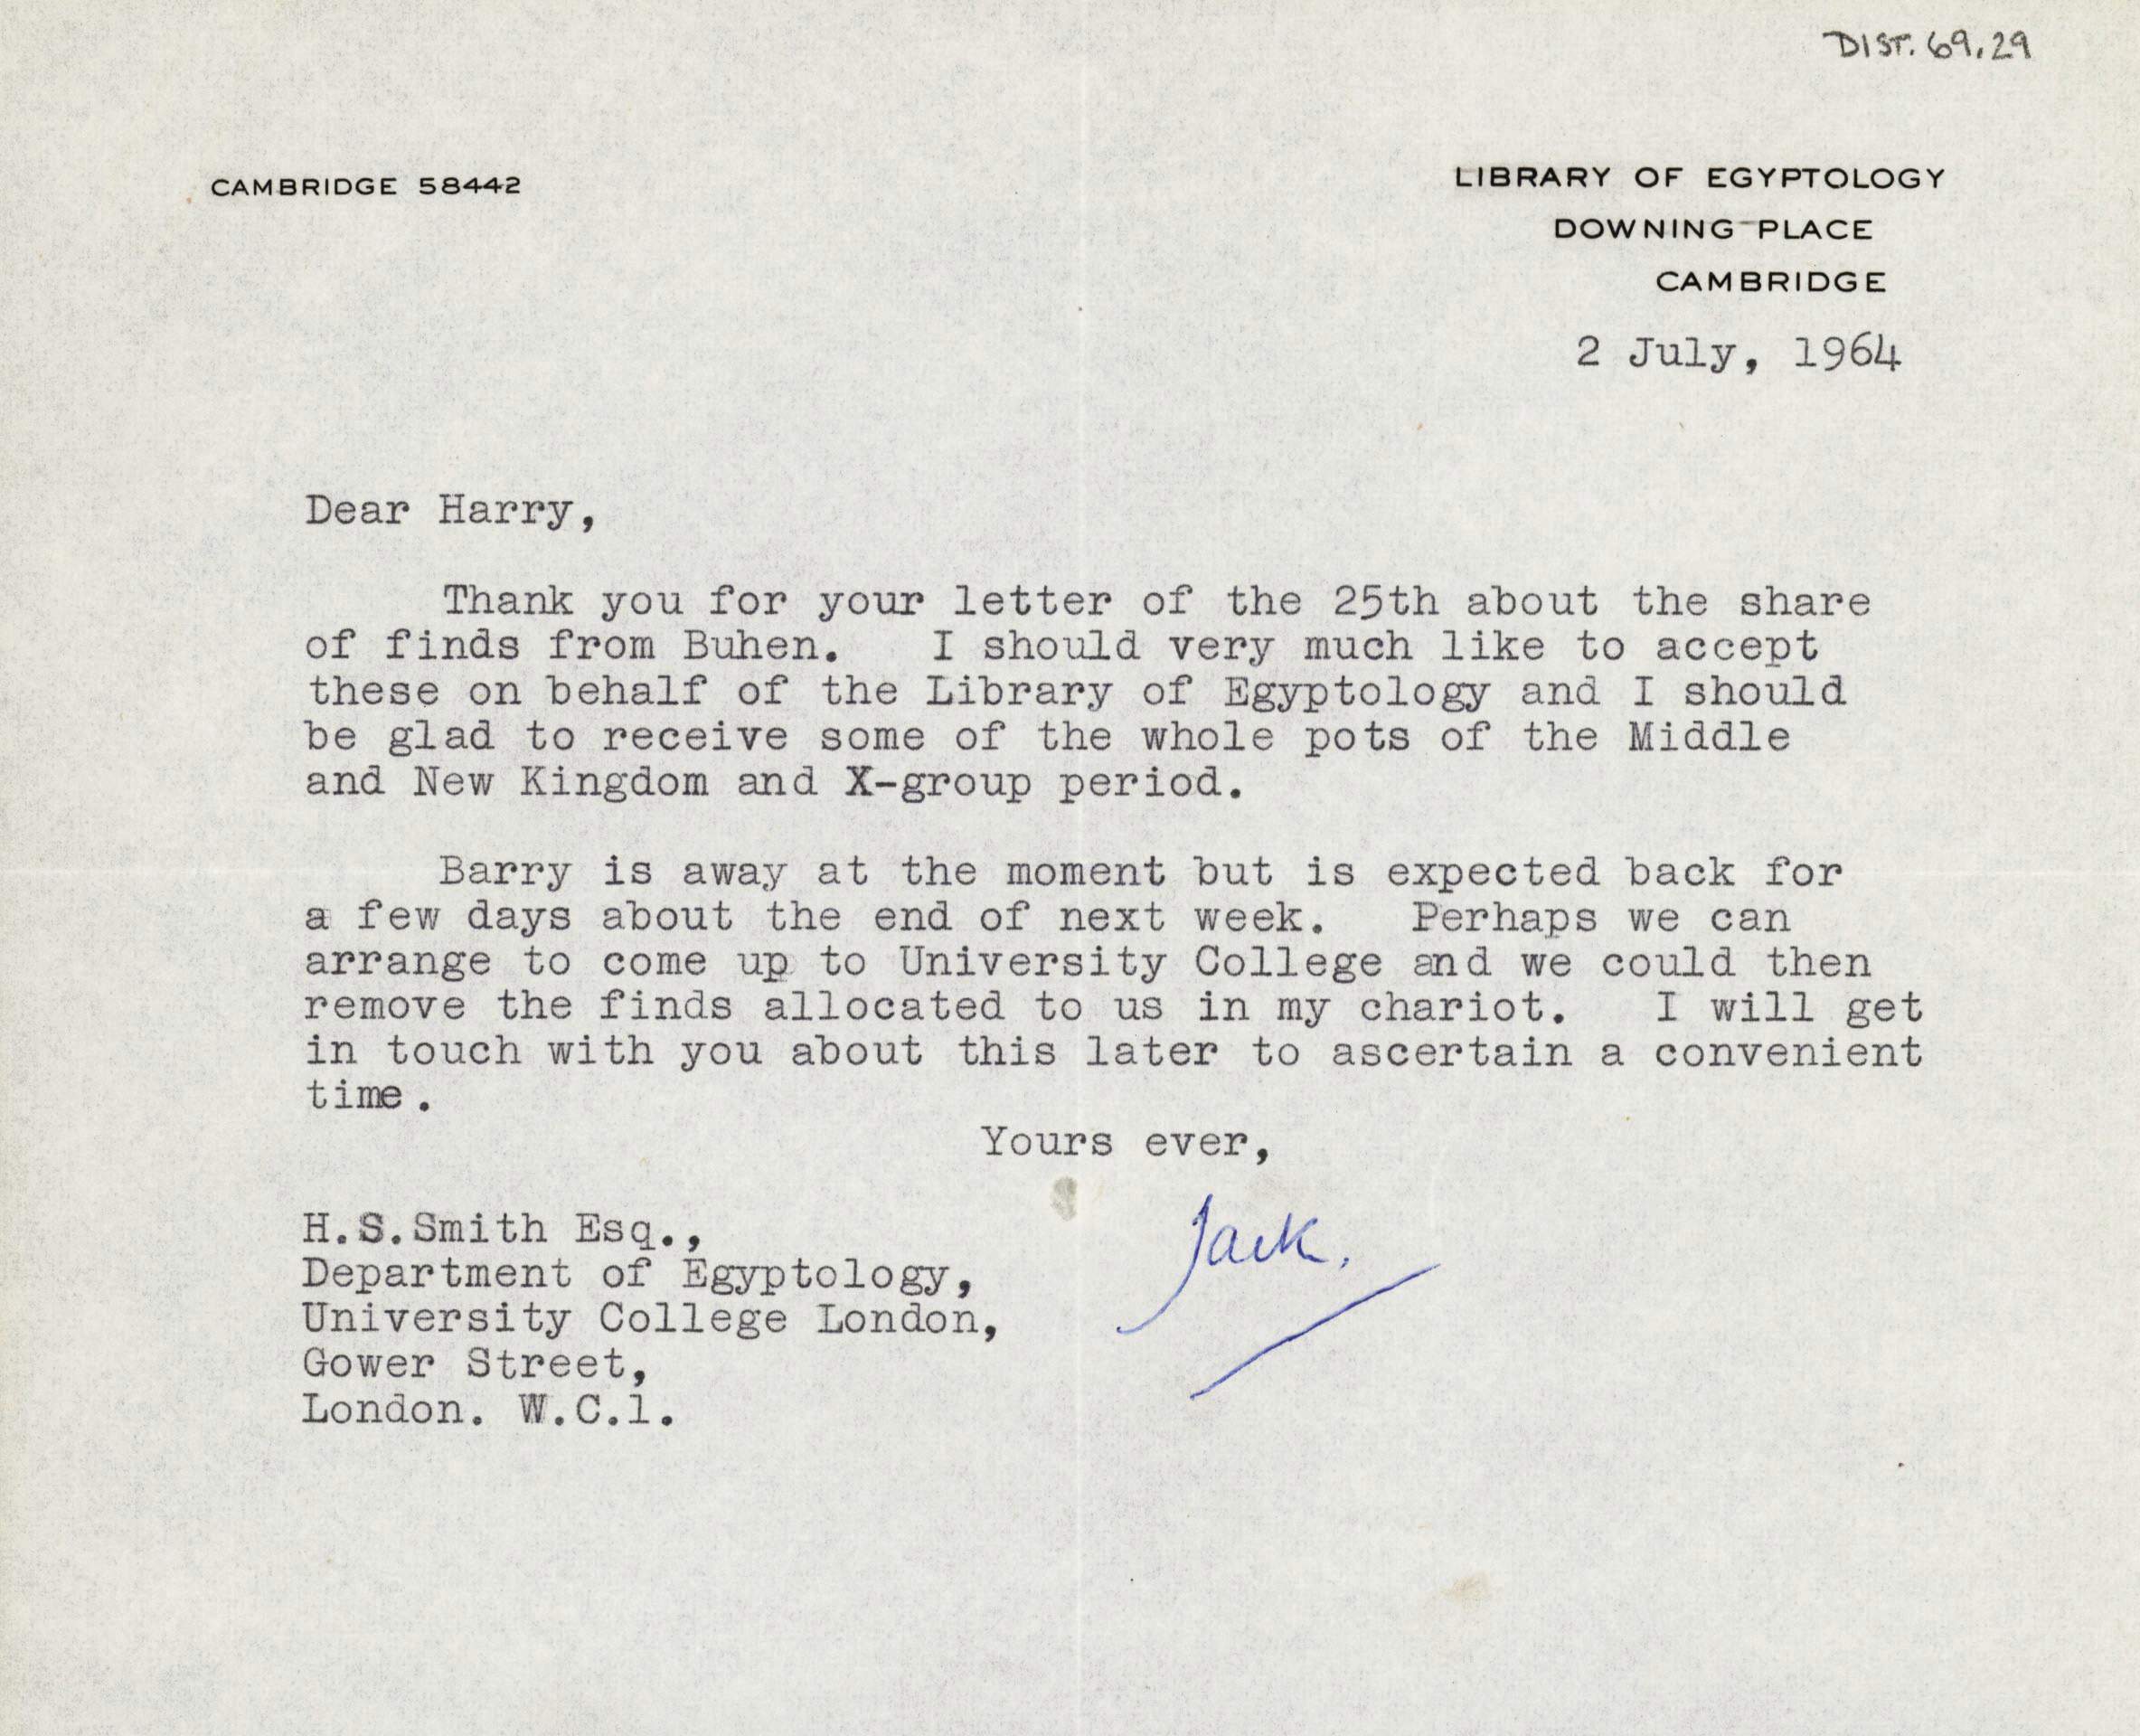 DIST. 69.29
CAMBRIDGE 58442
LIBRARY OF EGYPTOLOGY
DOWNING PLACE
CAMBRIDGE
2 July, 1964
Dear Harry,
Thank you for your letter of the 25th about the share
of finds from Buhen. I should very much like to accept
these on behalf of the Library of Egyptology and I should
be glad to receive some of the whole pots of the Middle
and New Kingdom and X-group period.
Barry is away at the moment but is expected back for
a few days about the end of next week. Perhaps we can
arrange to come up to University College and we could then
remove the finds allocated to us in my chariot. I will get
in touch with you about this later to ascertain a convenient
time.
Yours ever,
Jack.
H.S.Smith Esq.,
Department of Egyptology,
University College London,
Gower Street,
London. W.C.1.